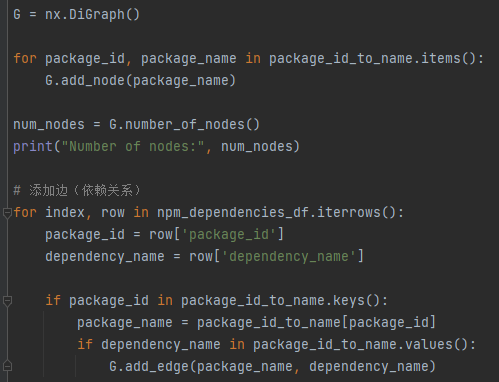 G = nx.DiGraph()
for package_id, package_name in package_id_to_name.items():
    G.add_node(package_name)
num_nodes = G.number_of_nodes()
print("Number of nodes:", num_nodes)
# 添加边（依赖关系）
for index, row in npm_dependencies_df.iterrows():
    package_id = row['package_id']
    dependency_name = row['dependency_name']
    if package_id in package_id_to_name.keys():
        package_name = package_id_to_name[package_id]
        if dependency_name in package_id_to_name.values():
            G.add_edge(package_name, dependency_name)